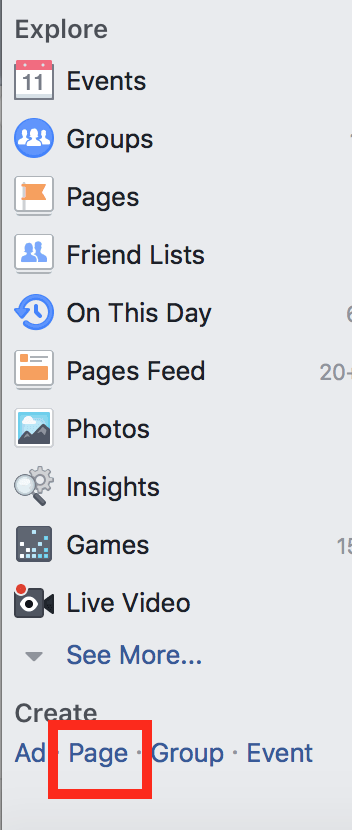 Explore
11 Events
Groups
Pages
Friend Lists
On This Day
Pages Feed 20+
Photos
Insights
Games
Live Video
See More...
Create
Ad · Page · Group · Event